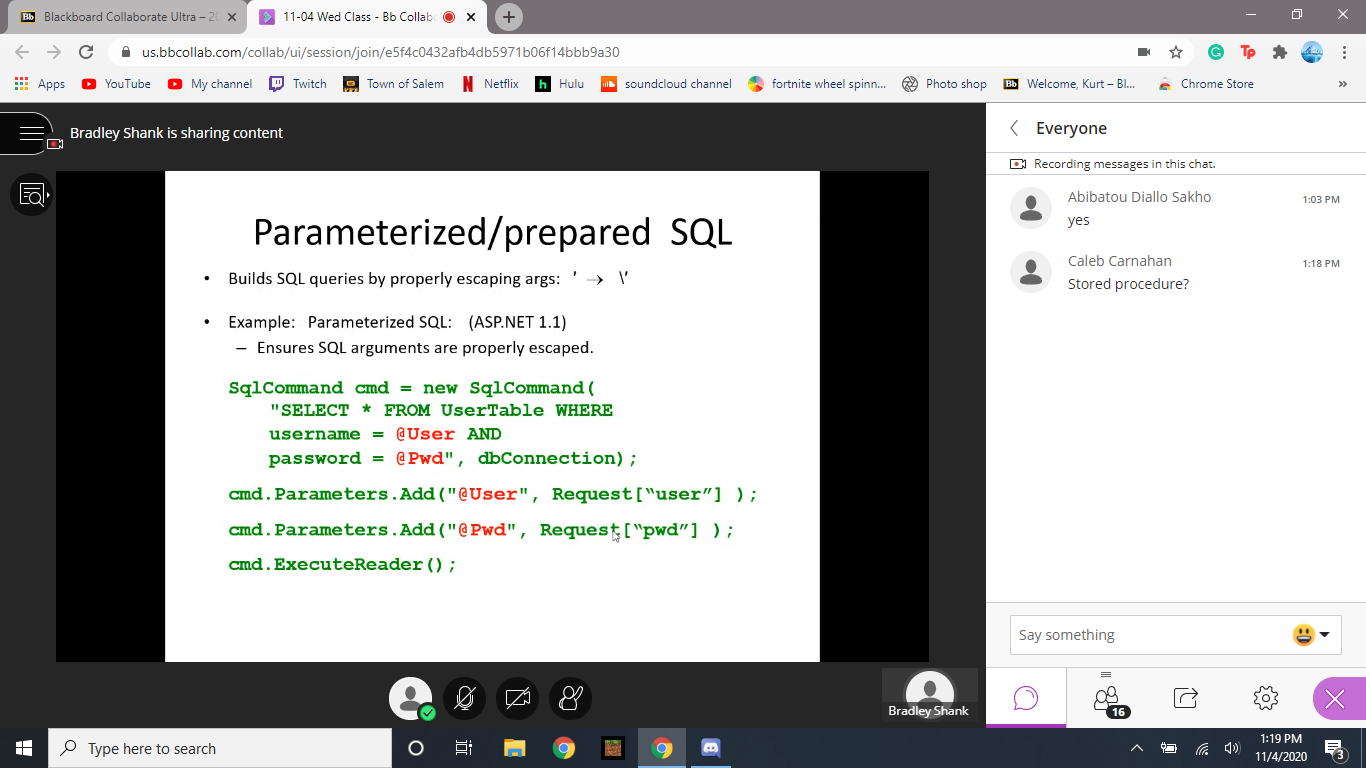 Blackboard Collaborate Ultra – 20
11-04 Wed Class - Bb Collab
us.bbcollab.com/collab/ui/session/join/e5f4c0432afb4db5971b06f14bbb9a30
Apps
YouTube
My channel
Twitch
Town of Salem
Netflix
Hulu
soundcloud channel
fortnite wheel spinn...
Photo shop
Bb
Welcome, Kurt – Bl...
Chrome Store
»
Bradley Shank is sharing content
Parameterized/prepared SQL
• Builds SQL queries by properly escaping args: ′ → \′
• Example: Parameterized SQL: (ASP.NET 1.1)
– Ensures SQL arguments are properly escaped.
SqlCommand cmd = new SqlCommand(
"SELECT * FROM UserTable WHERE
username = @User AND
password = @Pwd", dbConnection);
cmd.Parameters.Add("@User", Request[“user”] );
cmd.Parameters.Add("@Pwd", Request[“pwd”] );
cmd.ExecuteReader();
Bradley Shank
Everyone
Recording messages in this chat.
Abibatou Diallo Sakho
1:03 PM
yes
Caleb Carnahan
1:18 PM
Stored procedure?
Say something
16
Type here to search
1:19 PM
11/4/2020
3